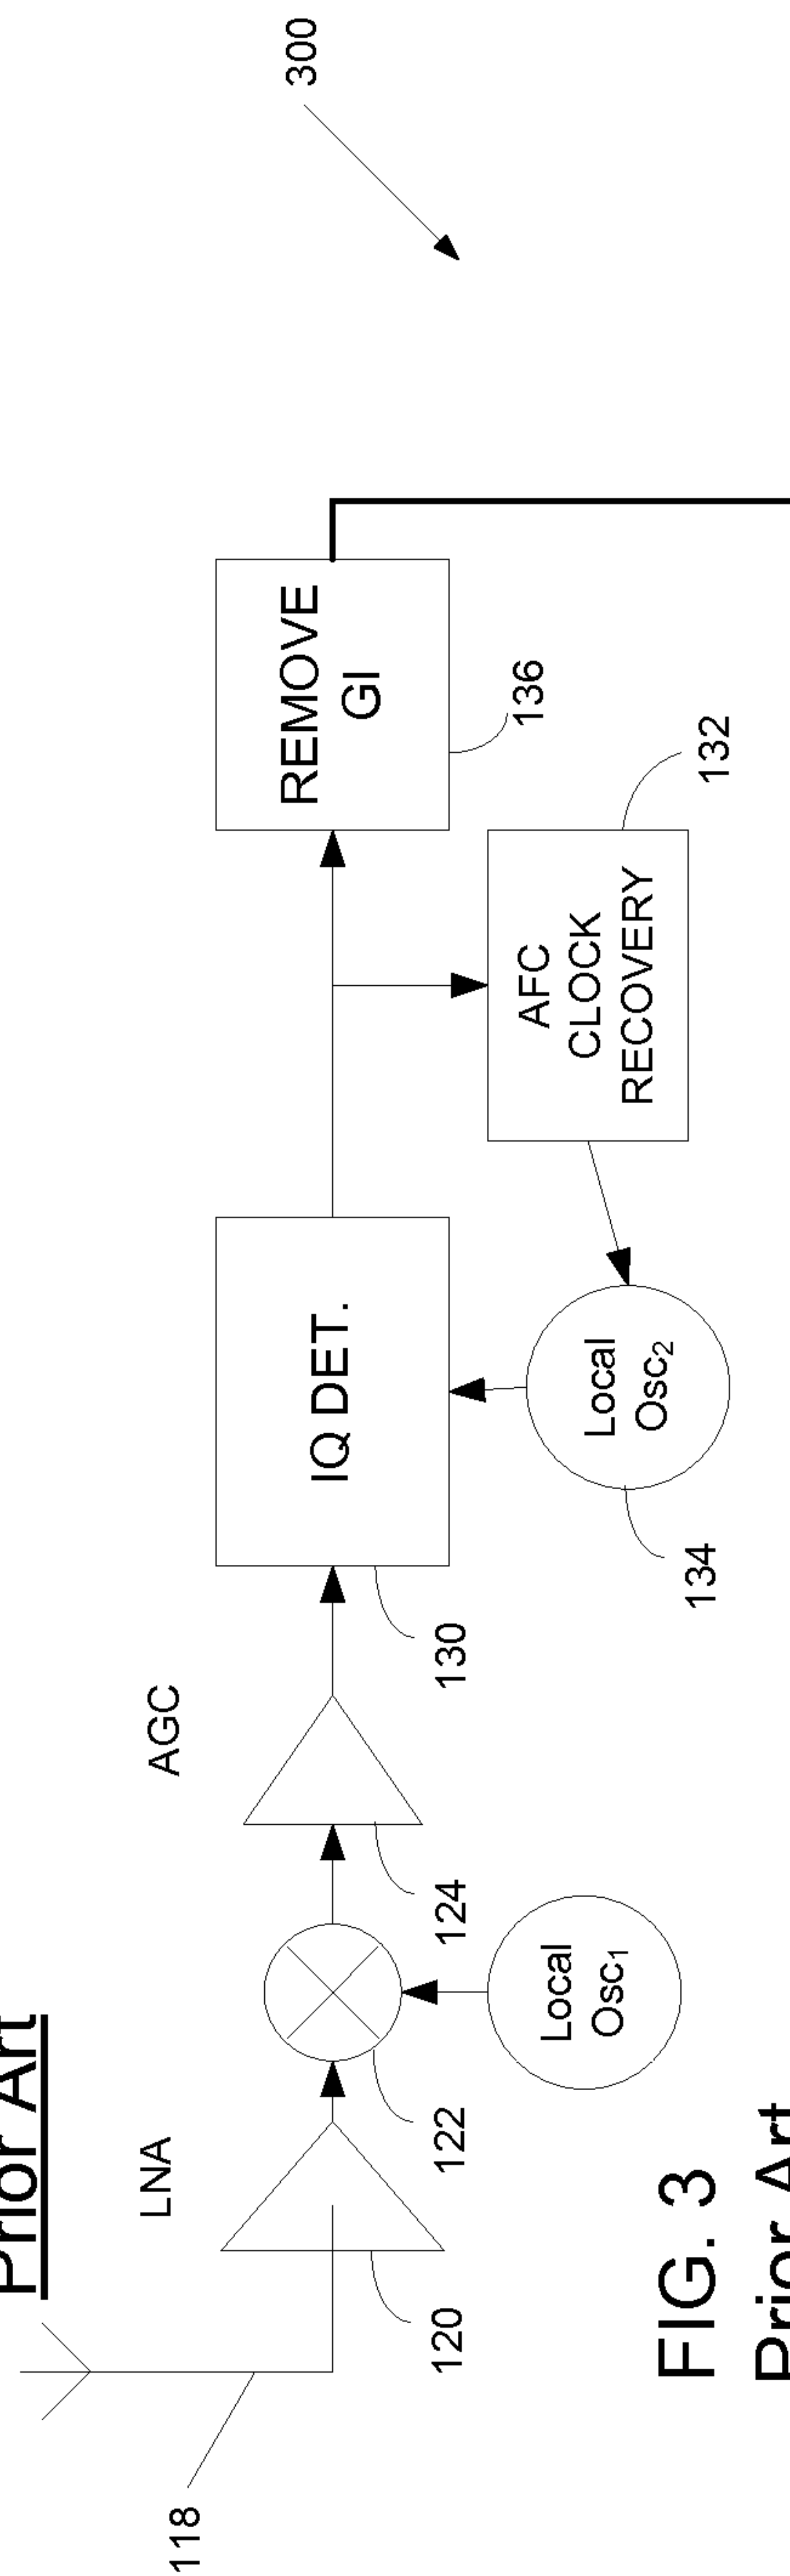 Prior Art
300
REMOVE
GI
136
132
AFC
CLOCK
RECOVERY
IQ DET.
Local
Osc₂
134
130
AGC
124
Local
Osc₁
122
LNA
120
118
FIG. 3
Prior Art